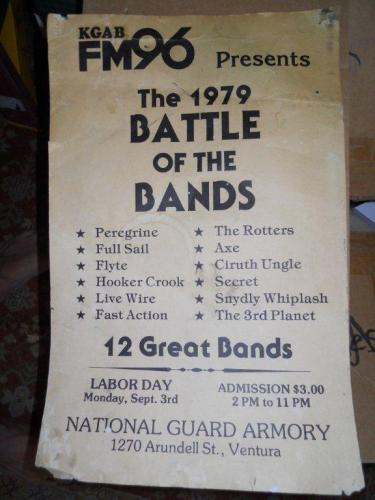 KGAB
FM96 Presents
The 1979
BATTLE
OF THE
BANDS
★ Peregrine
★ Full Sail
★ Flyte
★ Hooker Crook
★ Live Wire
★ Fast Action
★ The Rotters
★ Axe
★ Ciruth Ungle
★ Secret
★ Snydly Whiplash
★ The 3rd Planet
12 Great Bands
LABOR DAY
Monday, Sept. 3rd
ADMISSION $3.00
2 PM to 11 PM
NATIONAL GUARD ARMORY
1270 Arundell St., Ventura